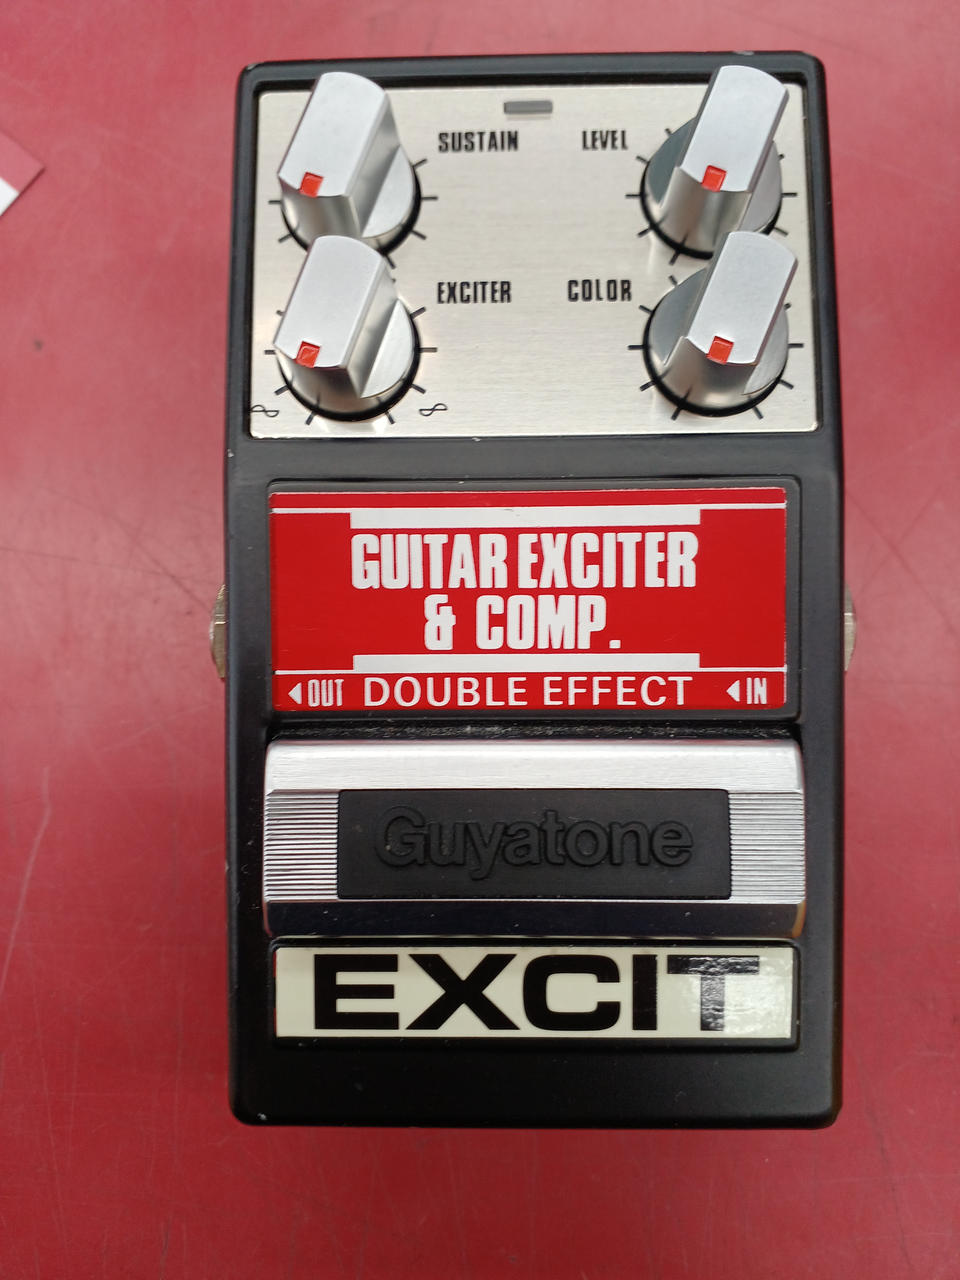 SUSTAIN LEVEL
EXCITER COLOR
GUITAR EXCITER
& COMP.
OUT DOUBLE EFFECT IN
Guyatone
EXCIT